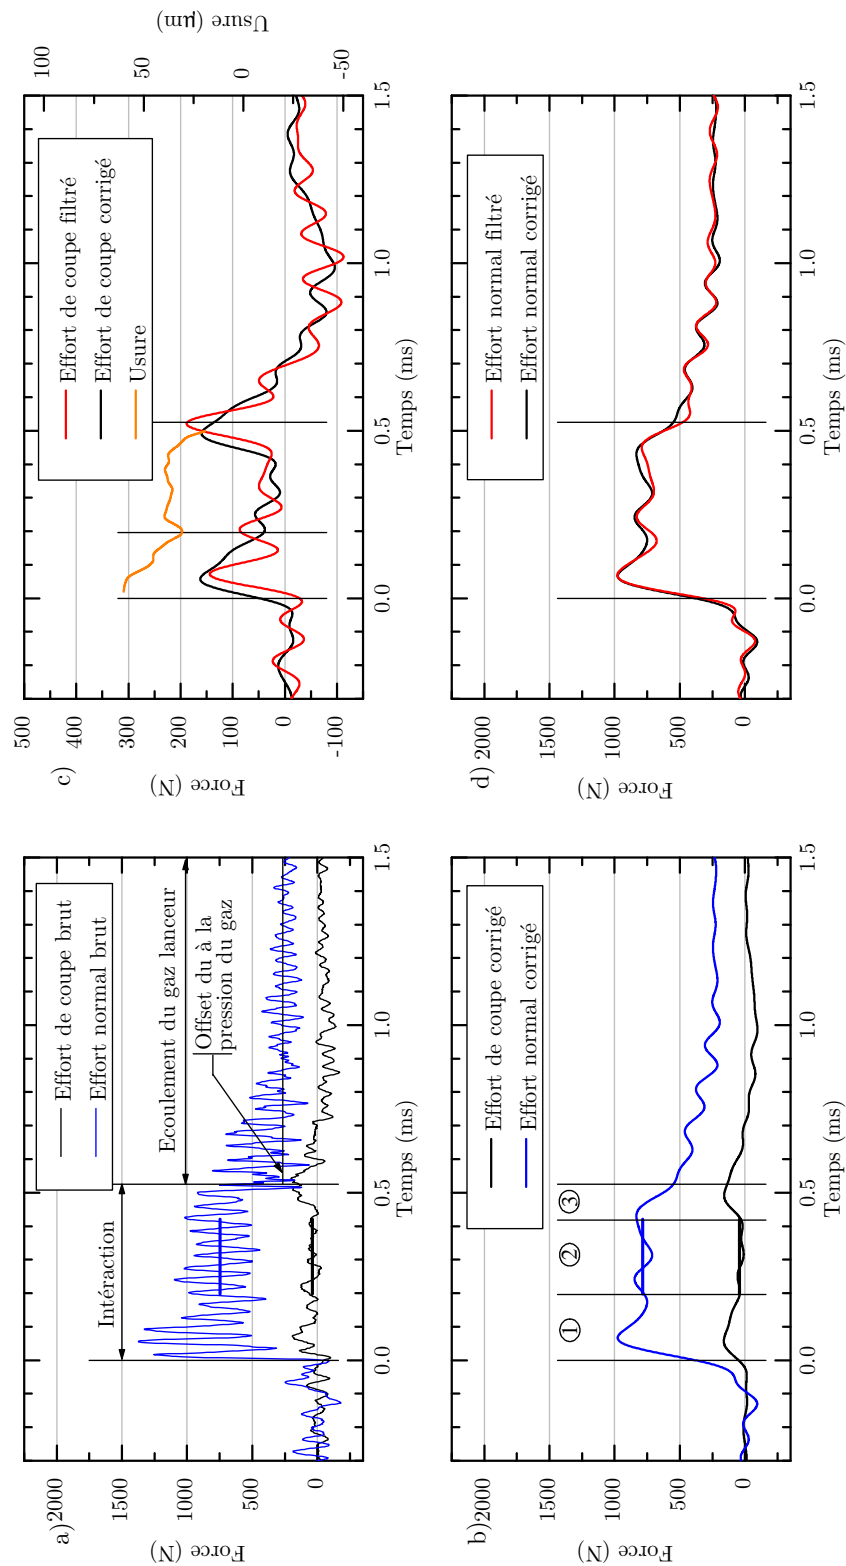 a)
2000
1500
1000
500
0
Force (N)
0.0
0.5
1.0
1.5
Temps (ms)
Effort de coupe brut
Effort normal brut
Intéraction
Ecoulement du gaz lanceur
Offset du à la
pression du gaz
b)
2000
1500
1000
500
0
Force (N)
0.0
0.5
1.0
1.5
Temps (ms)
Effort de coupe corrigé
Effort normal corrigé
1
2
3
c)
500
400
300
200
100
0
-100
Force (N)
0.0
0.5
1.0
1.5
Temps (ms)
100
50
0
-50
Usure (µm)
Effort de coupe filtré
Effort de coupe corrigé
Usure
d)
2000
1500
1000
500
0
Force (N)
0.0
0.5
1.0
1.5
Temps (ms)
Effort normal filtré
Effort normal corrigé